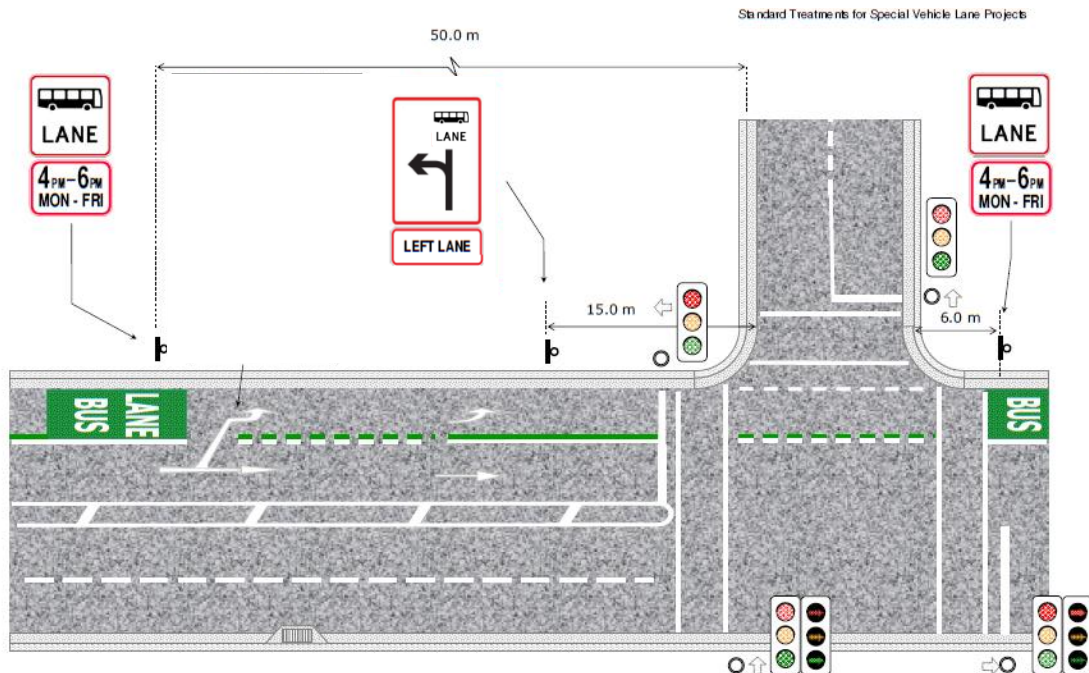 Standard Treatments for Special Vehicle Lane Projects
50.0 m
LANE
4PM-6PM
MON - FRI
LANE
LEFT LANE
LANE
4PM-6PM
MON - FRI
15.0 m
6.0 m
LANE
BUS
BUS